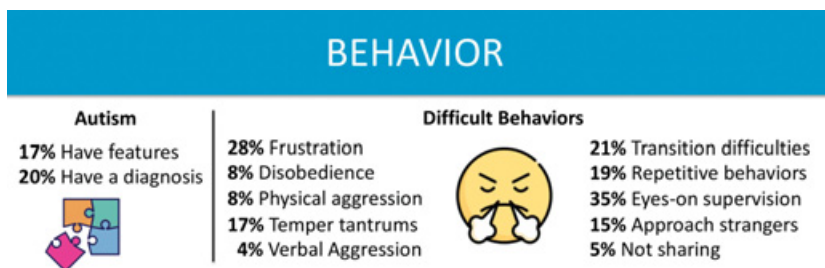 BEHAVIOR
Autism
17% Have features
20% Have a diagnosis
Difficult Behaviors
28% Frustration
8% Disobedience
8% Physical aggression
17% Temper tantrums
4% Verbal Aggression
21% Transition difficulties
19% Repetitive behaviors
35% Eyes-on supervision
15% Approach strangers
5% Not sharing